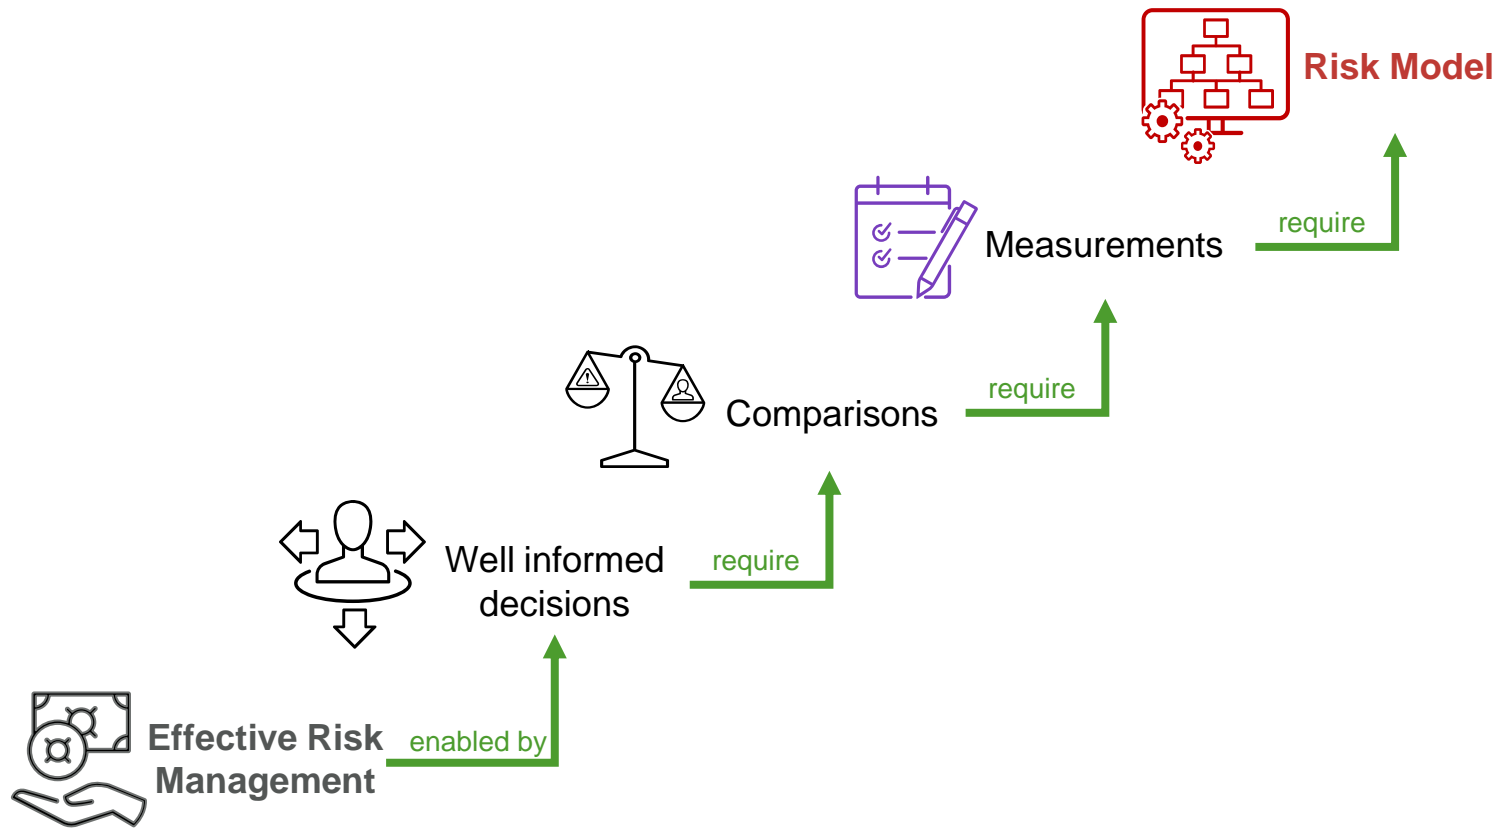 Risk Model
require
Measurements
require
Comparisons
require
Well informed
decisions
enabled by
Effective Risk
Management